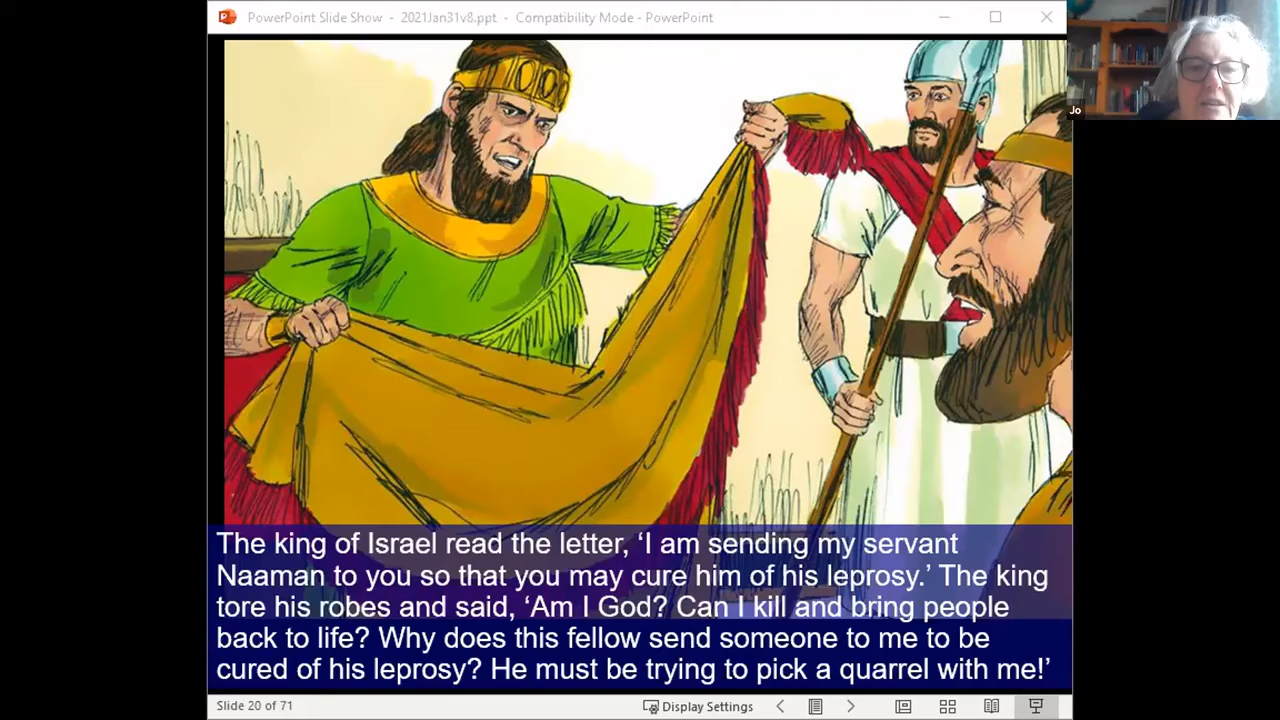 PowerPoint Slide Show - 2021Jan31v8.ppt - Compatibility Mode - PowerPoint
Jo
The king of Israel read the letter, ‘I am sending my servant
Naaman to you so that you may cure him of his leprosy.’ The king
tore his robes and said, ‘Am I God? Can I kill and bring people
back to life? Why does this fellow send someone to me to be
cured of his leprosy? He must be trying to pick a quarrel with me!’
Slide 20 of 71
Display Settings